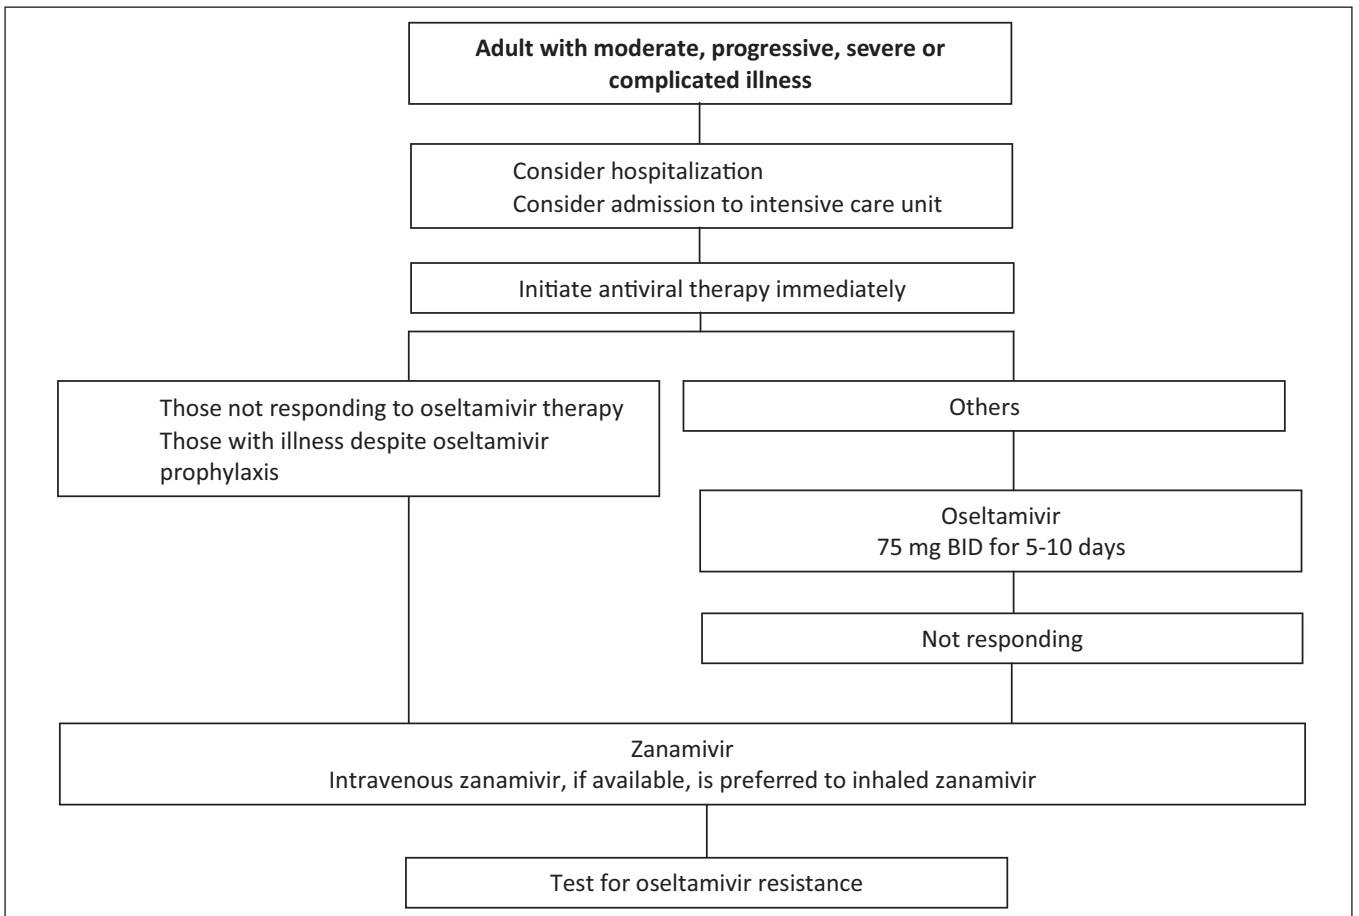 Adult with moderate, progressive, severe or
complicated illness
Consider hospitalization
Consider admission to intensive care unit
Initiate antiviral therapy immediately
Those not responding to oseltamivir therapy
Those with illness despite oseltamivir
prophylaxis
Others
Oseltamivir
75 mg BID for 5-10 days
Not responding
Zanamivir
Intravenous zanamivir, if available, is preferred to inhaled zanamivir
Test for oseltamivir resistance